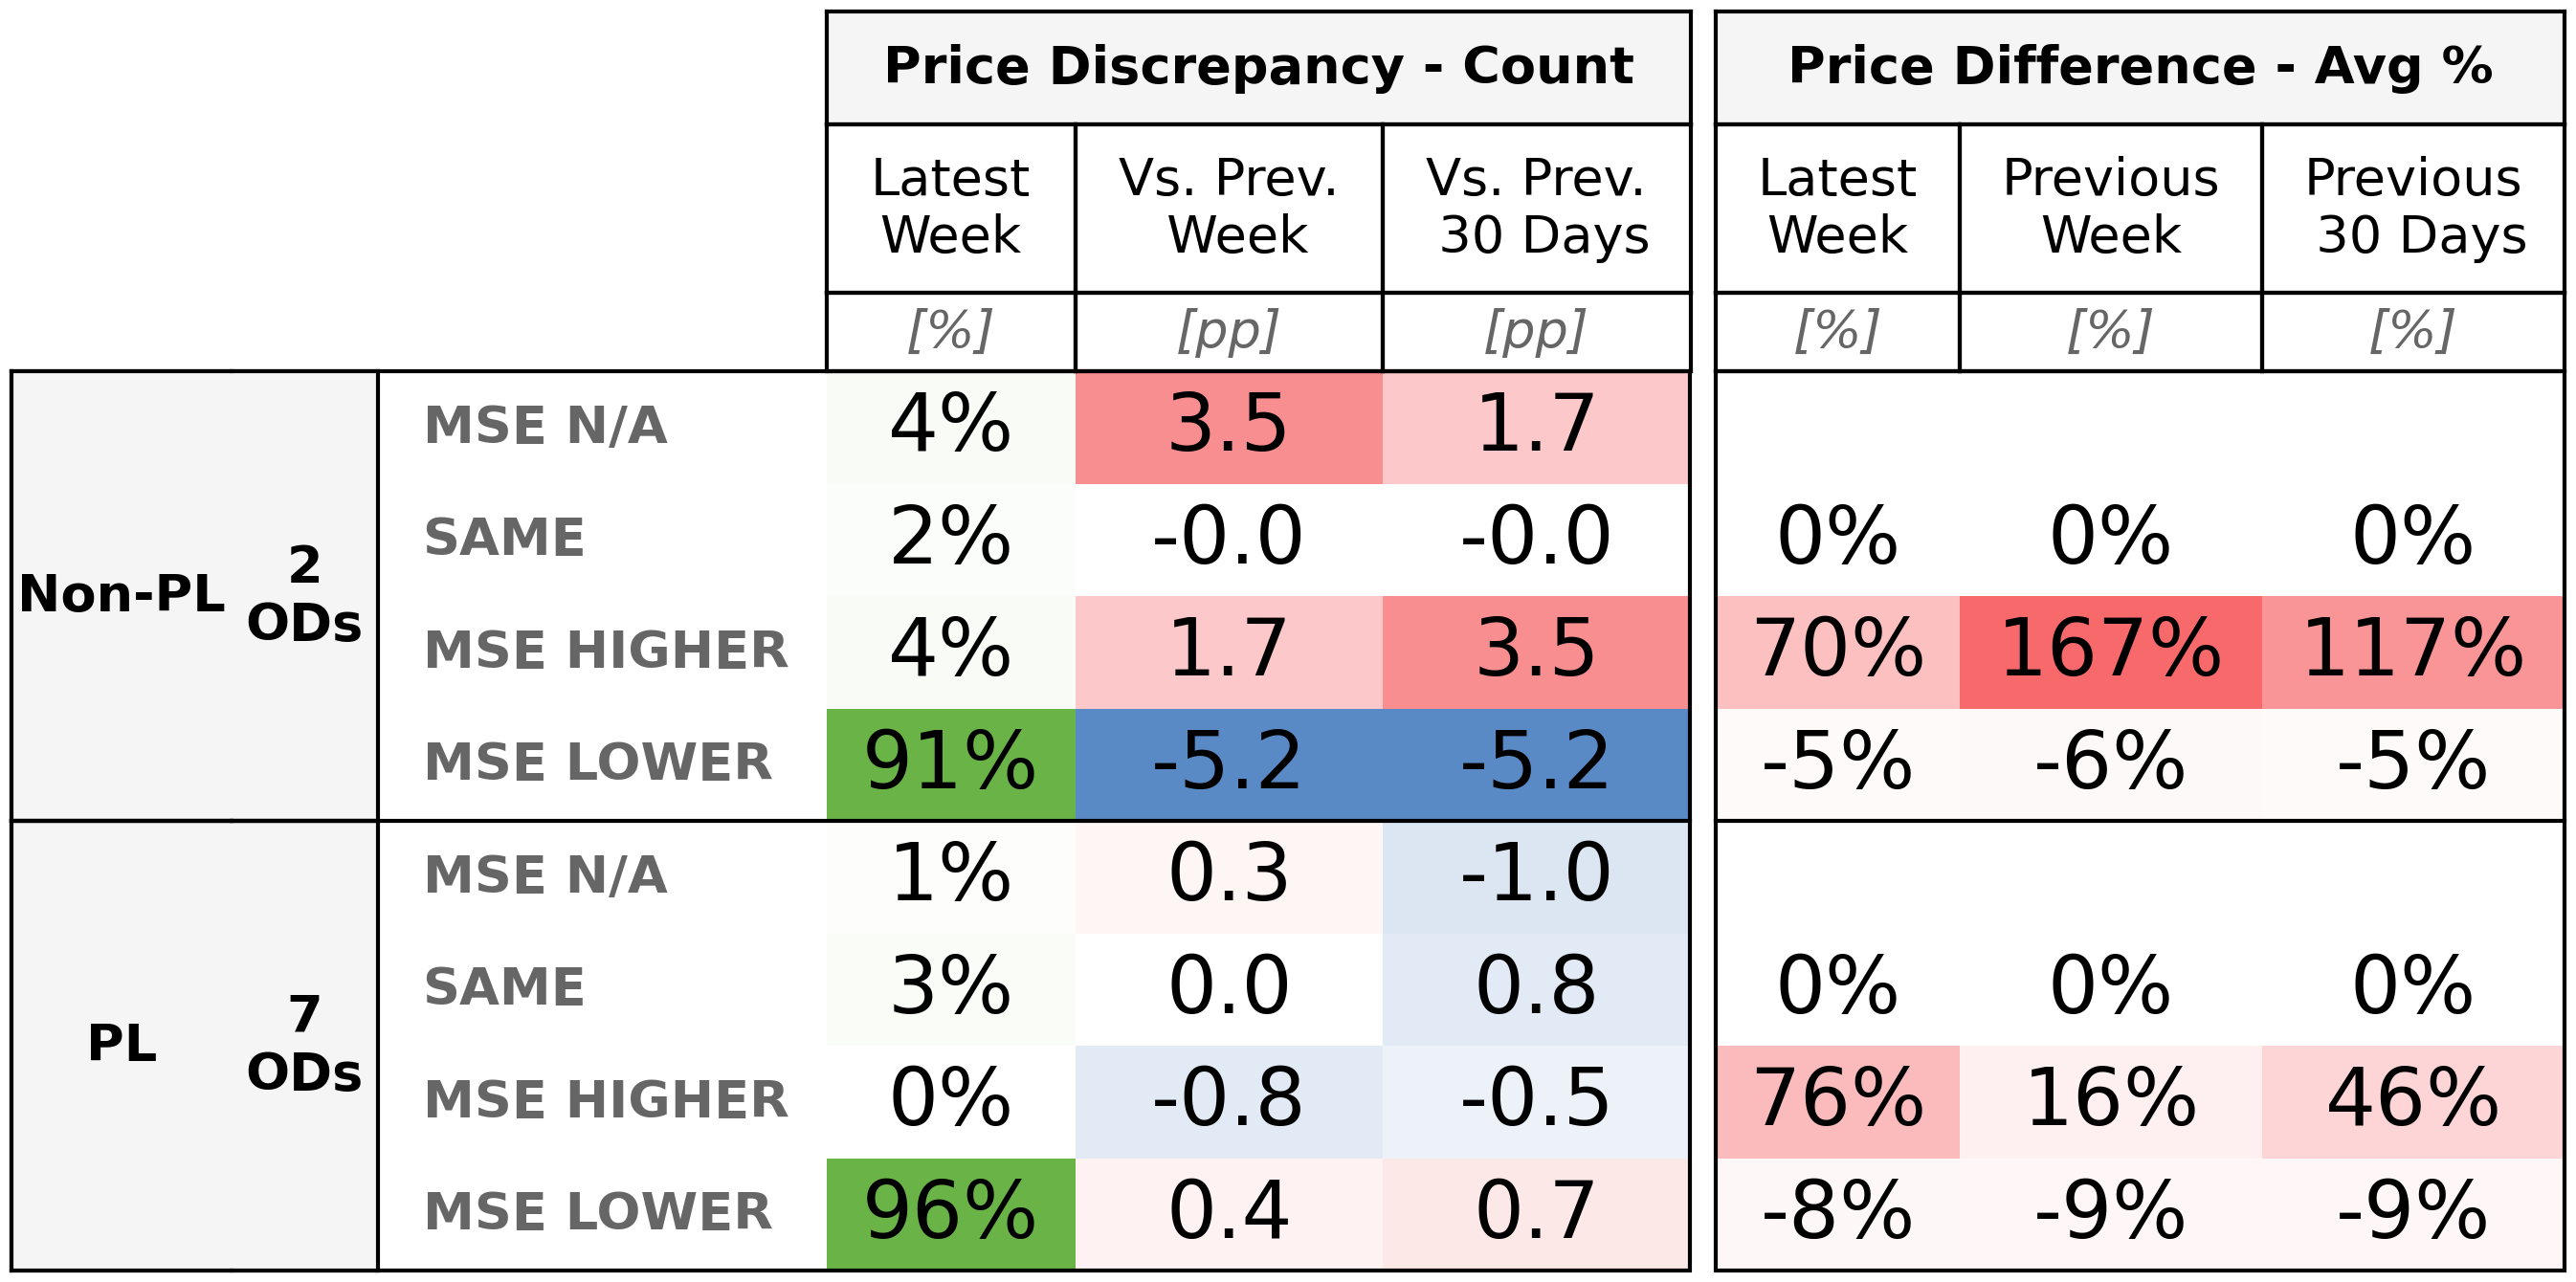 Price Discrepancy - Count Price Difference - Avg %
Latest Week Vs. Prev. Week Vs. Prev. 30 Days Latest Week Previous Week Previous 30 Days
[%] [pp] [pp] [%] [%] [%]
Non-PL 2 ODs
MSE N/A 4% 3.5 1.7
SAME 2% -0.0 -0.0 0% 0% 0%
MSE HIGHER 4% 1.7 3.5 70% 167% 117%
MSE LOWER 91% -5.2 -5.2 -5% -6% -5%
PL 7 ODs
MSE N/A 1% 0.3 -1.0
SAME 3% 0.0 0.8 0% 0% 0%
MSE HIGHER 0% -0.8 -0.5 76% 16% 46%
MSE LOWER 96% 0.4 0.7 -8% -9% -9%